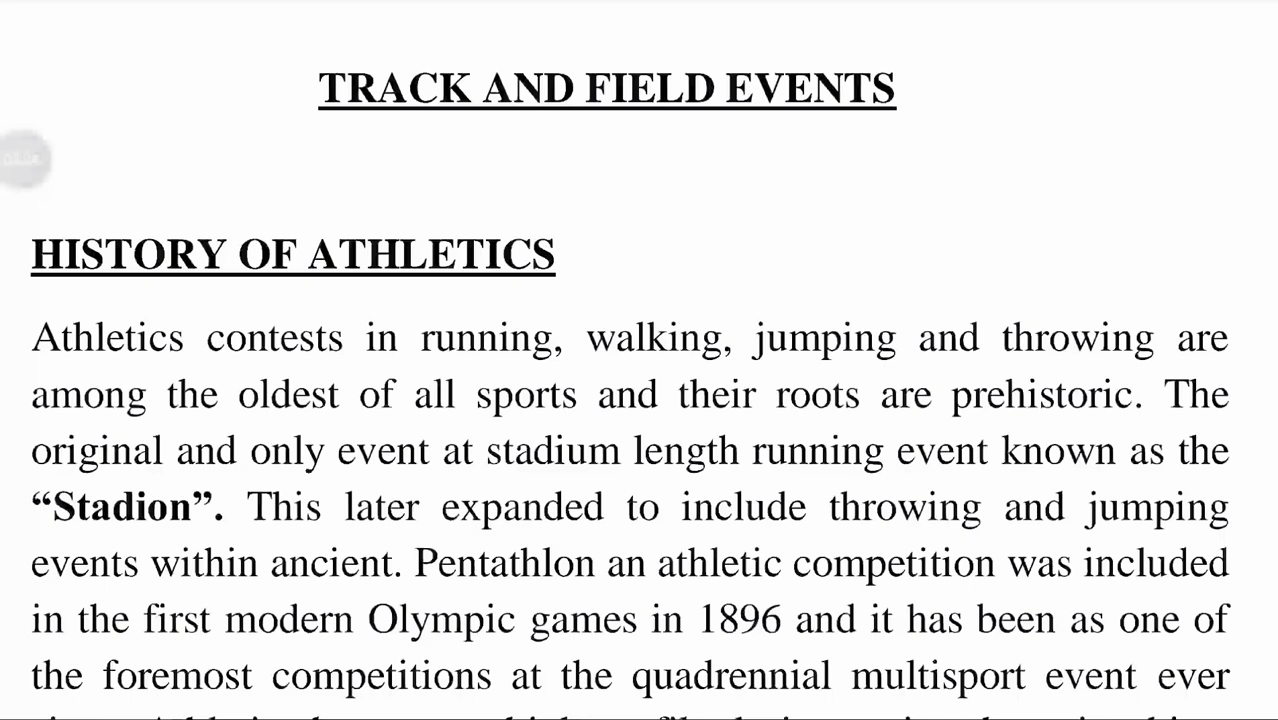 TRACK AND FIELD EVENTS
HISTORY OF ATHLETICS
Athletics contests in running, walking, jumping and throwing are
among the oldest of all sports and their roots are prehistoric. The
original and only event at stadium length running event known as the
“Stadion”. This later expanded to include throwing and jumping
events within ancient. Pentathlon an athletic competition was included
in the first modern Olympic games in 1896 and it has been as one of
the foremost competitions at the quadrennial multisport event ever